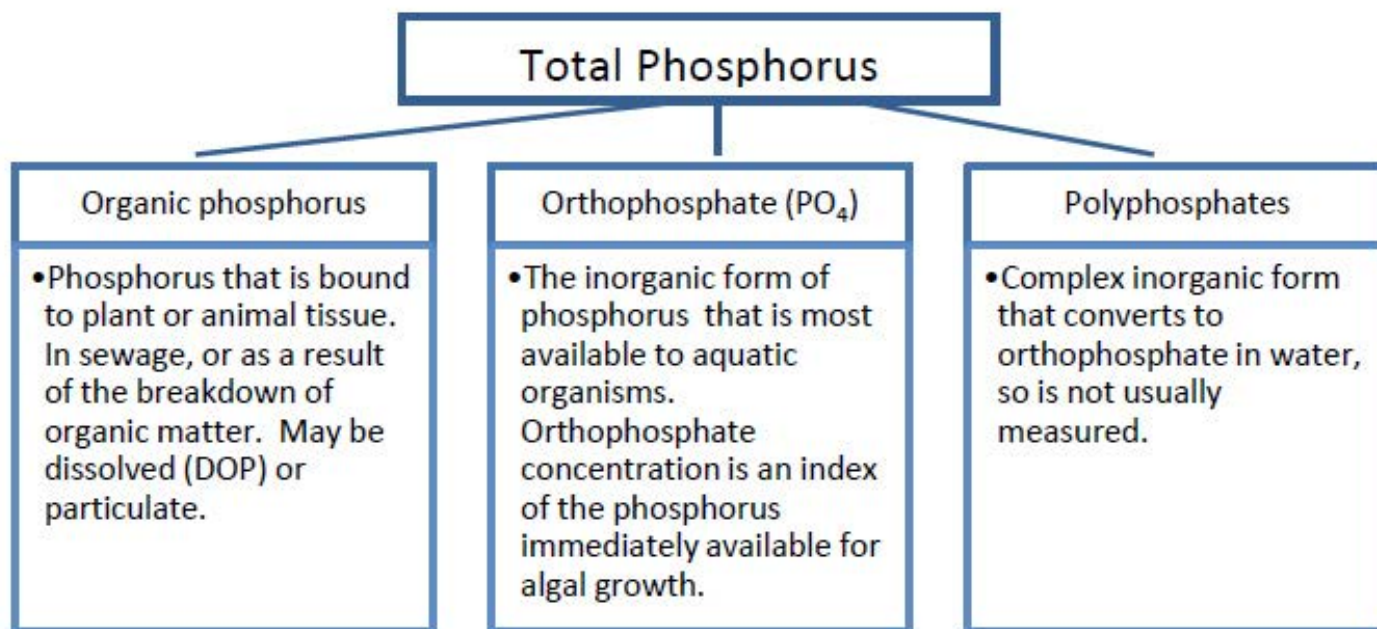 Total Phosphorus
Organic phosphorus
•Phosphorus that is bound
to plant or animal tissue.
In sewage, or as a result
of the breakdown of
organic matter.  May be
dissolved (DOP) or
particulate.
Orthophosphate (PO₄)
•The inorganic form of
phosphorus  that is most
available to aquatic
organisms.
Orthophosphate
concentration is an index
of the phosphorus
immediately available for
algal growth.
Polyphosphates
•Complex inorganic form
that converts to
orthophosphate in water,
so is not usually
measured.